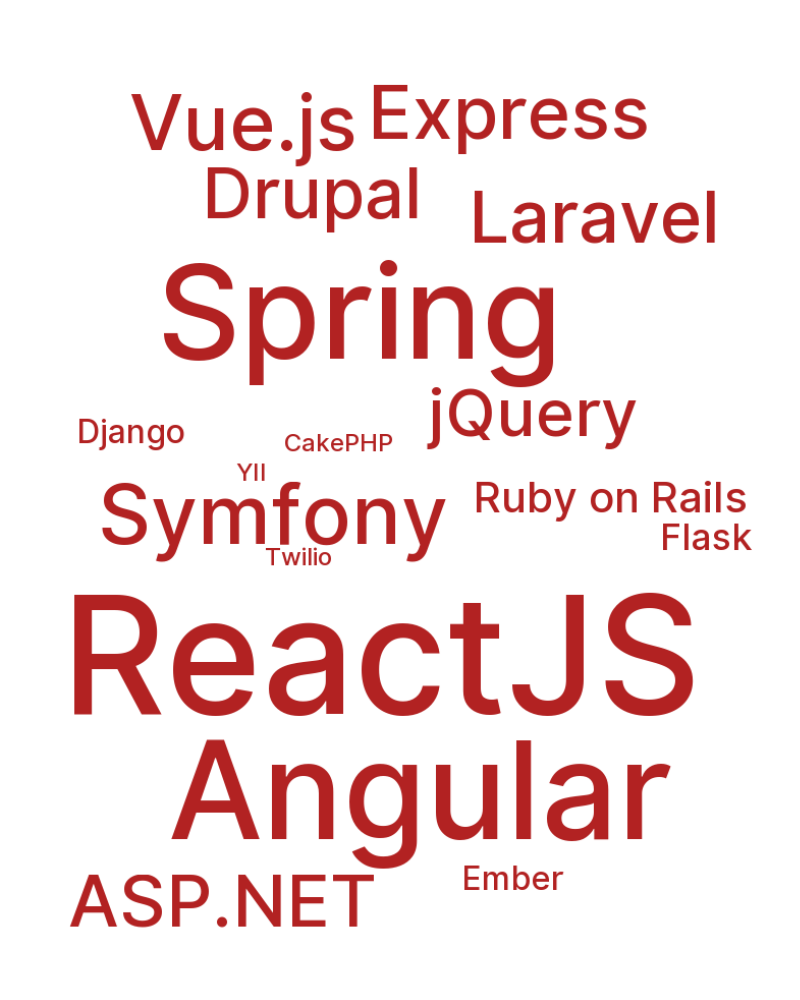 Vue.js Express
Drupal
Laravel
Spring
jQuery
Django
CakePHP
YII
Symfony
Ruby on Rails
Flask
Twilio
ReactJS
Angular
ASP.NET
Ember